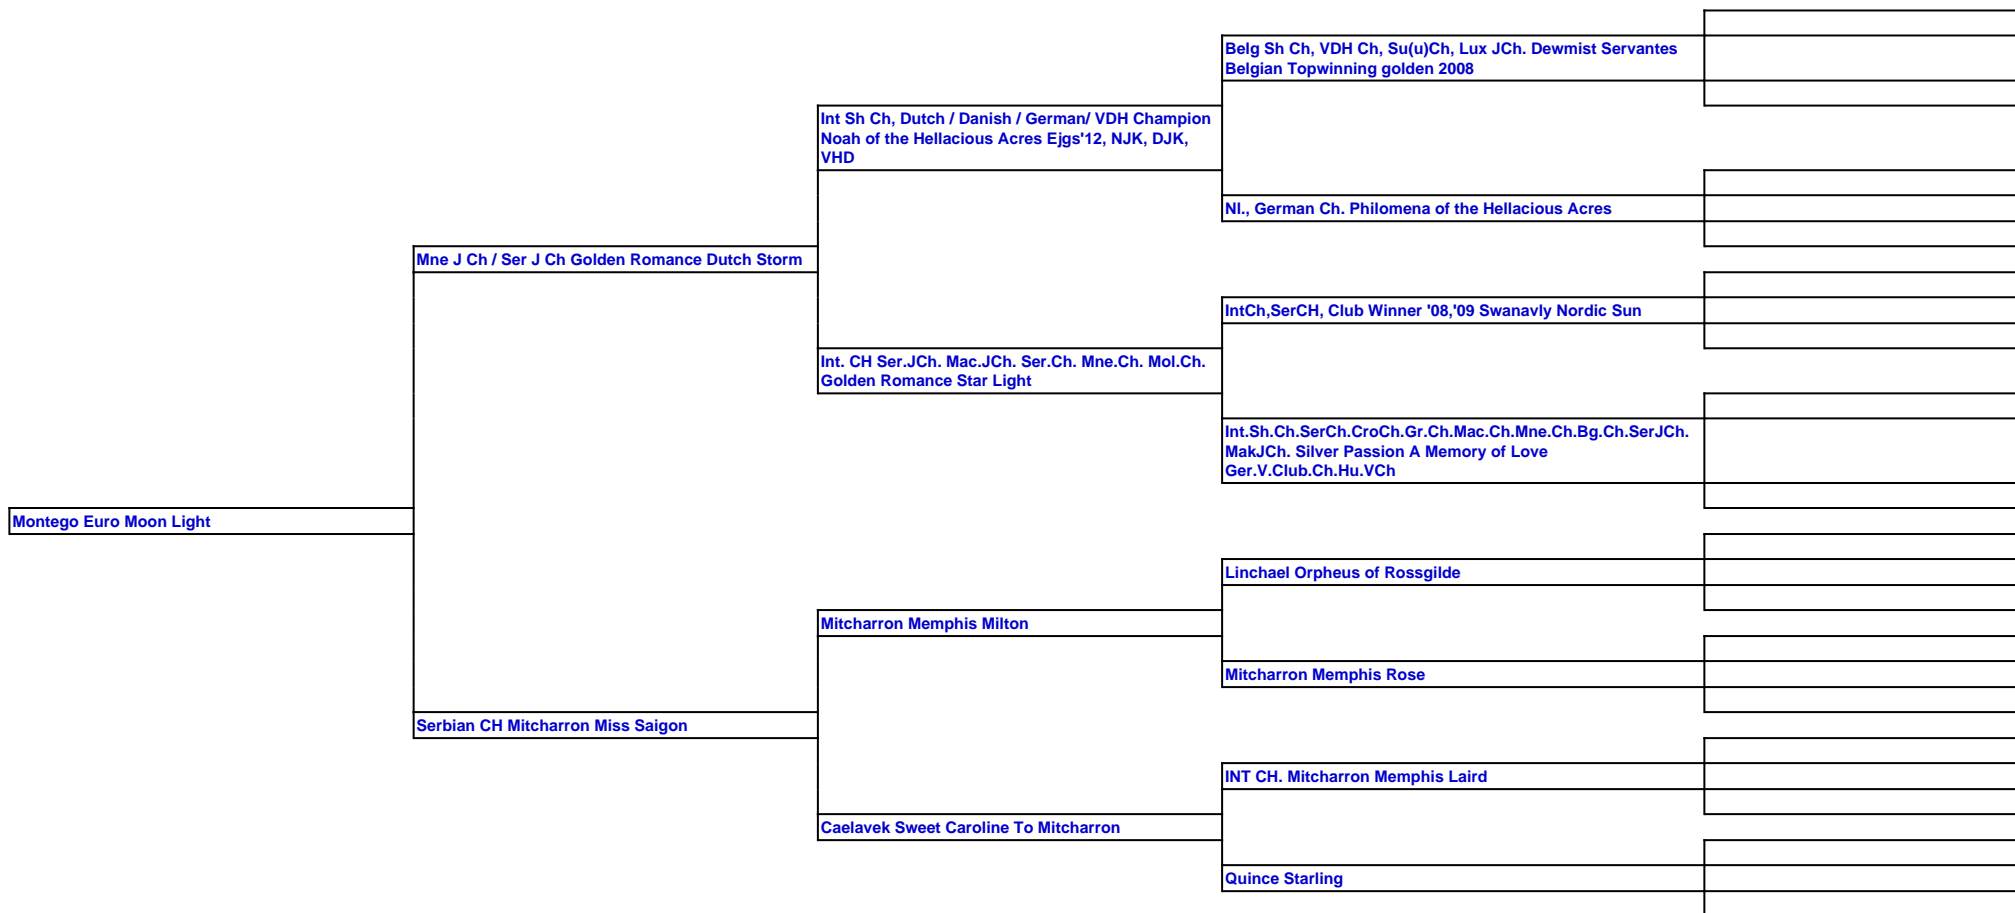 Belg Sh Ch, VDH Ch, Su(u)Ch, Lux JCh. Dewmist Servantes
Belgian Topwinning golden 2008
Int Sh Ch, Dutch / Danish / German/ VDH Champion
Noah of the Hellacious Acres Ejgs'12, NJK, DJK,
VHD
Nl., German Ch. Philomena of the Hellacious Acres
Mne J Ch / Ser J Ch Golden Romance Dutch Storm
IntCh,SerCH, Club Winner '08,'09 Swanavly Nordic Sun
Int. CH Ser.JCh. Mac.JCh. Ser.Ch. Mne.Ch. Mol.Ch.
Golden Romance Star Light
Int.Sh.Ch.SerCh.CroCh.Gr.Ch.Mac.Ch.Mne.Ch.Bg.Ch.SerJCh.
MakJCh. Silver Passion A Memory of Love
Ger.V.Club.Ch.Hu.VCh
Montego Euro Moon Light
Linchael Orpheus of Rossgilde
Mitcharron Memphis Milton
Mitcharron Memphis Rose
Serbian CH Mitcharron Miss Saigon
INT CH. Mitcharron Memphis Laird
Caelavek Sweet Caroline To Mitcharron
Quince Starling